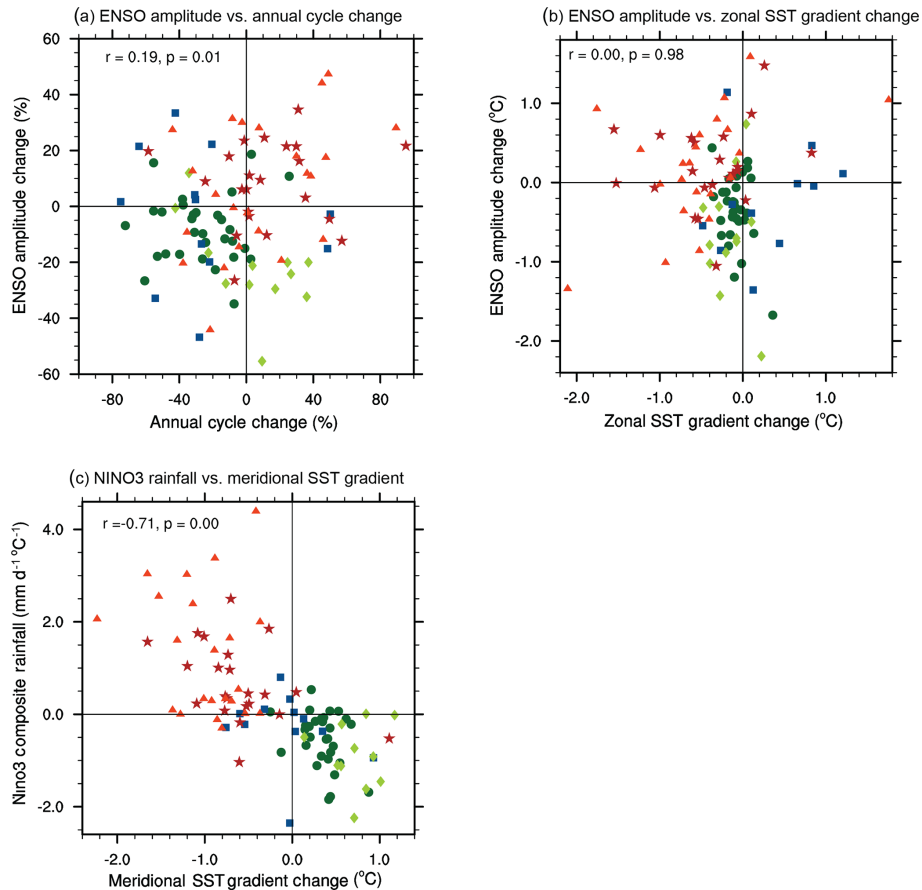 (a) ENSO amplitude vs. annual cycle change
r = 0.19, p = 0.01
ENSO amplitude change (%)
60
40
20
0
-20
-40
-60
-80
-40
0
40
80
Annual cycle change (%)
(b) ENSO amplitude vs. zonal SST gradient change
r = 0.00, p = 0.98
ENSO amplitude change (°C)
1.0
0.0
-1.0
-2.0
-2.0
-1.0
0.0
1.0
Zonal SST gradient change (°C)
(c) NINO3 rainfall vs. meridional SST gradient
r =-0.71, p = 0.00
Nino3 composite rainfall (mm d⁻¹ °C⁻¹)
4.0
2.0
0.0
-2.0
-2.0
-1.0
0.0
1.0
Meridional SST gradient change (°C)